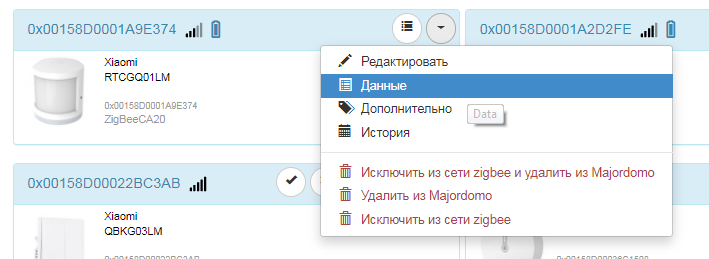 0x00158D0001A9E374
0x00158D0001A2D2FE
Xiaomi
RTCGQ01LM
0x00158D0001A9E374
ZigBeeCA20
Редактировать
Данные
Дополнительно
Data
История
Исключить из сети zigbee и удалить из Majordomo
Удалить из Majordomo
Исключить из сети zigbee
0x00158D00022BC3AB
Xiaomi
QBKG03LM